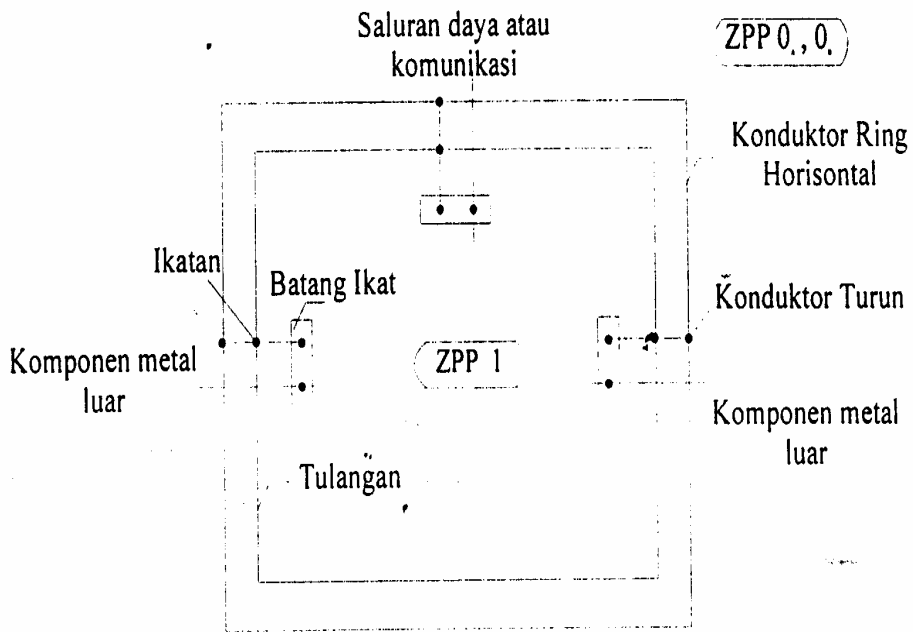 Saluran daya atau
komunikasi
ZPP 0., 0.
Konduktor Ring
Horisontal
Ikatan
Batang Ikat
Konduktor Turun
Komponen metal
luar
ZPP 1
Komponen metal
luar
Tulangan